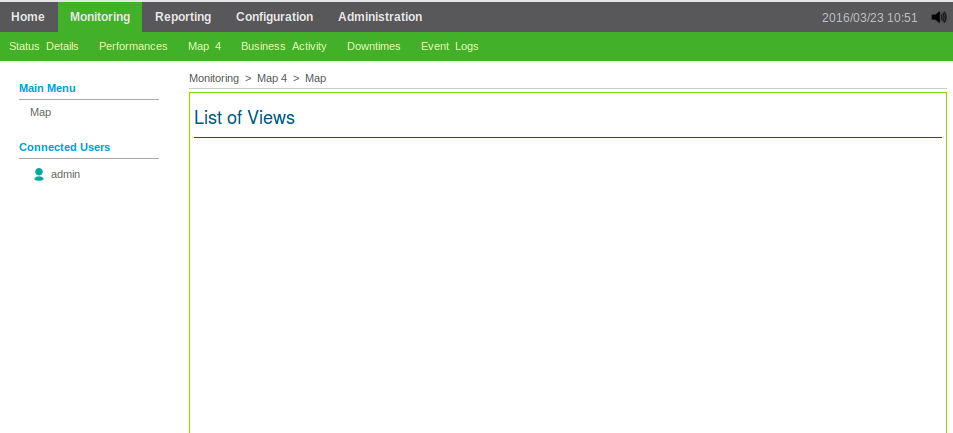 Home Monitoring Reporting Configuration Administration 2016/03/23 10:51
Status Details Performances Map 4 Business Activity Downtimes Event Logs
Monitoring > Map 4 > Map
Main Menu
Map
Connected Users
admin
List of Views